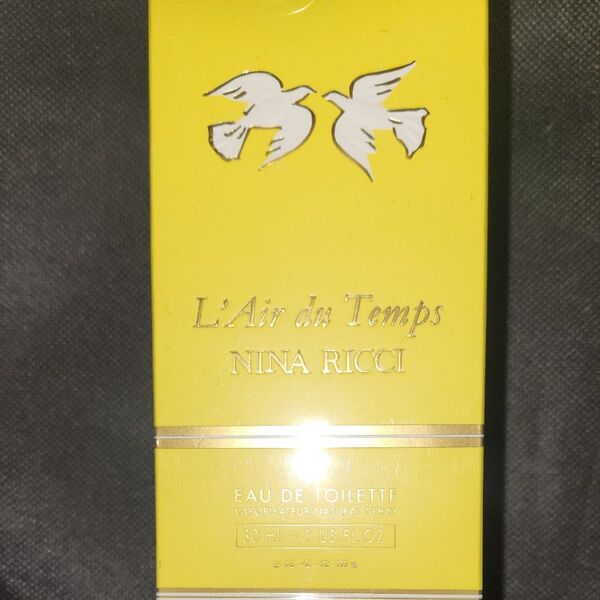 L'Air du Temps
NINA RICCI
EAU DE TOILETTE
VAPORISATEUR NATURAL SPRAY
30 ml. - 1 US.FL.OZ.